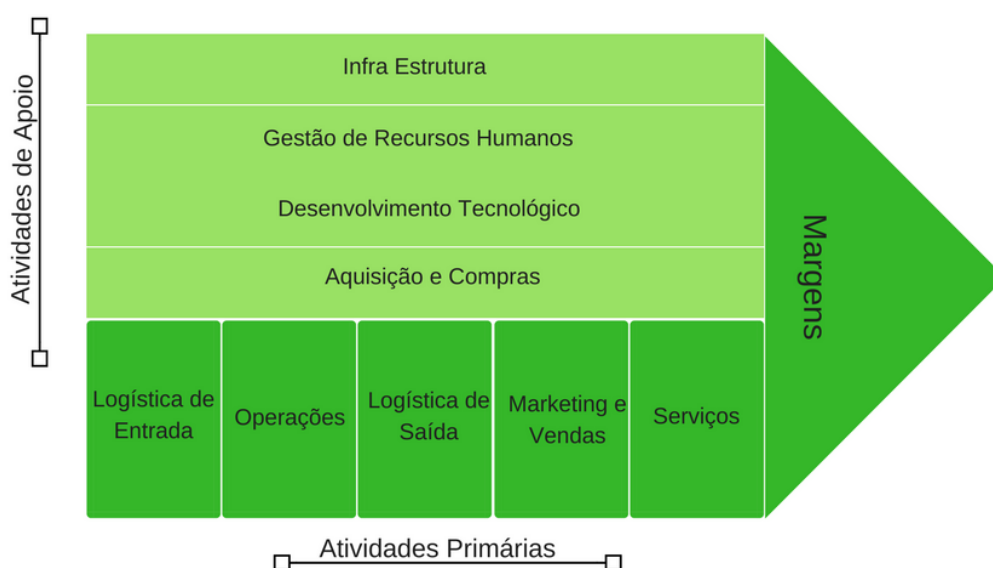 Atividades de Apoio
Infra Estrutura
Gestão de Recursos Humanos
Desenvolvimento Tecnológico
Aquisição e Compras
Logística de
Entrada
Operações
Logística de
Saída
Marketing e
Vendas
Serviços
Margens
Atividades Primárias